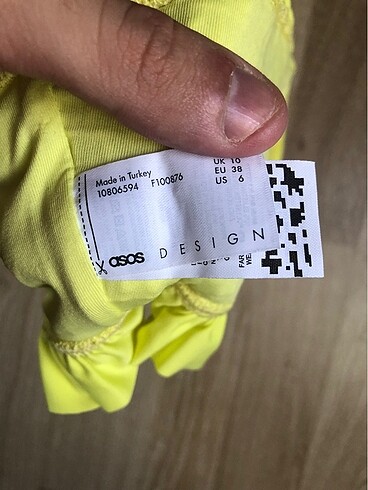 Made in Turkey
10806594 F100876
UK 10
EU 38
US 6
asos DESIGN